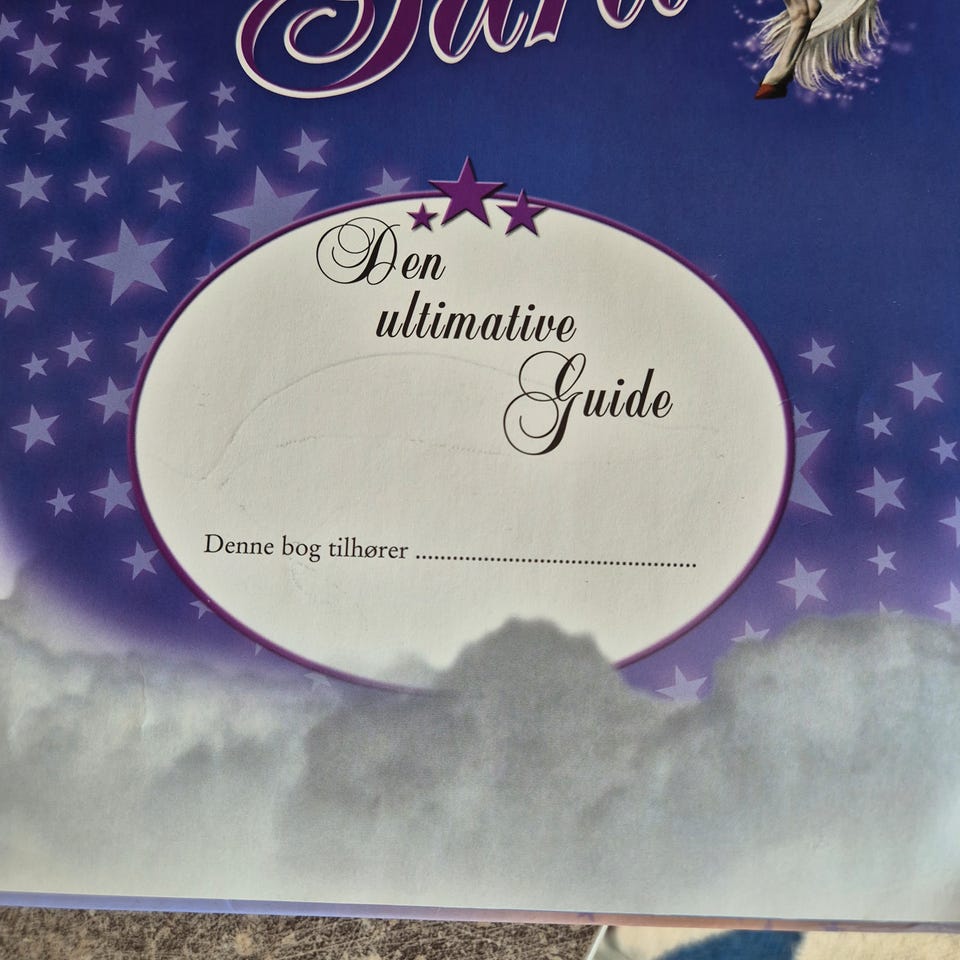 Den
ultimative
Guide
Denne bog tilhører ................................................